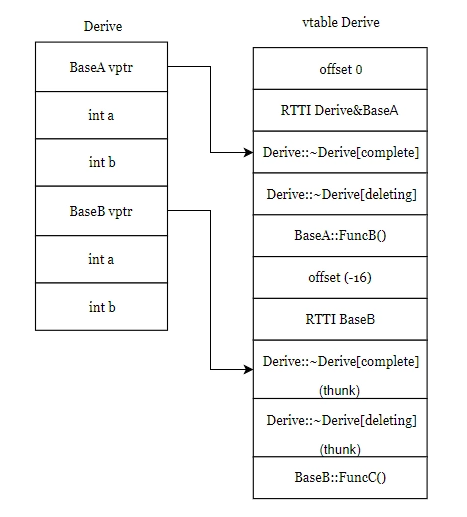 Derive
BaseA vptr
int a
int b
BaseB vptr
int a
int b
vtable Derive
offset 0
RTTI Derive&BaseA
Derive::~Derive[complete]
Derive::~Derive[deleting]
BaseA::FuncB()
offset (-16)
RTTI BaseB
Derive::~Derive[complete]
(thunk)
Derive::~Derive[deleting]
(thunk)
BaseB::FuncC()